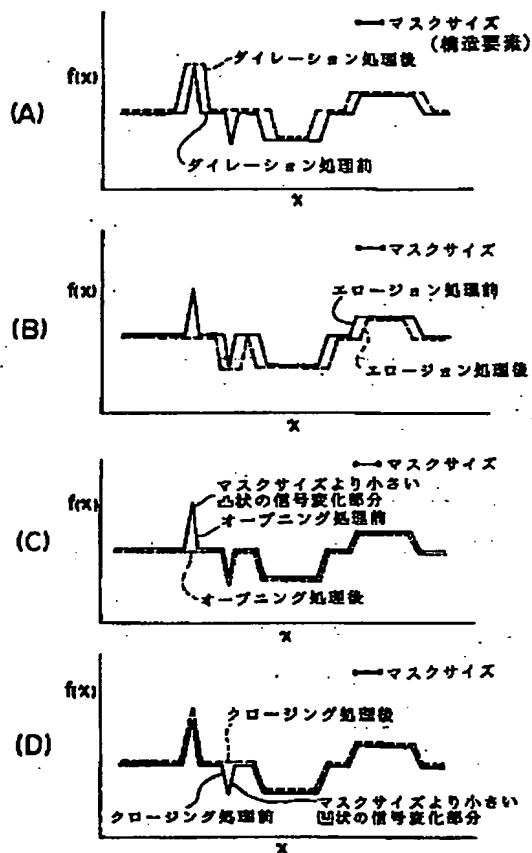 マスクサイズ
(構造要素)
f(x)
ダイレーション処理後
(A)
ダイレーション処理前
x
マスクサイズ
f(x)
エロージョン処理前
(B)
エロージョン処理後
x
マスクサイズ
f(x)
マスクサイズより小さい
凸状の信号変化部分
オープニング処理前
(C)
オープニング処理後
x
マスクサイズ
f(x)
クロージング処理後
(D)
クロージング処理前
マスクサイズより小さい
凹状の信号変化部分
x